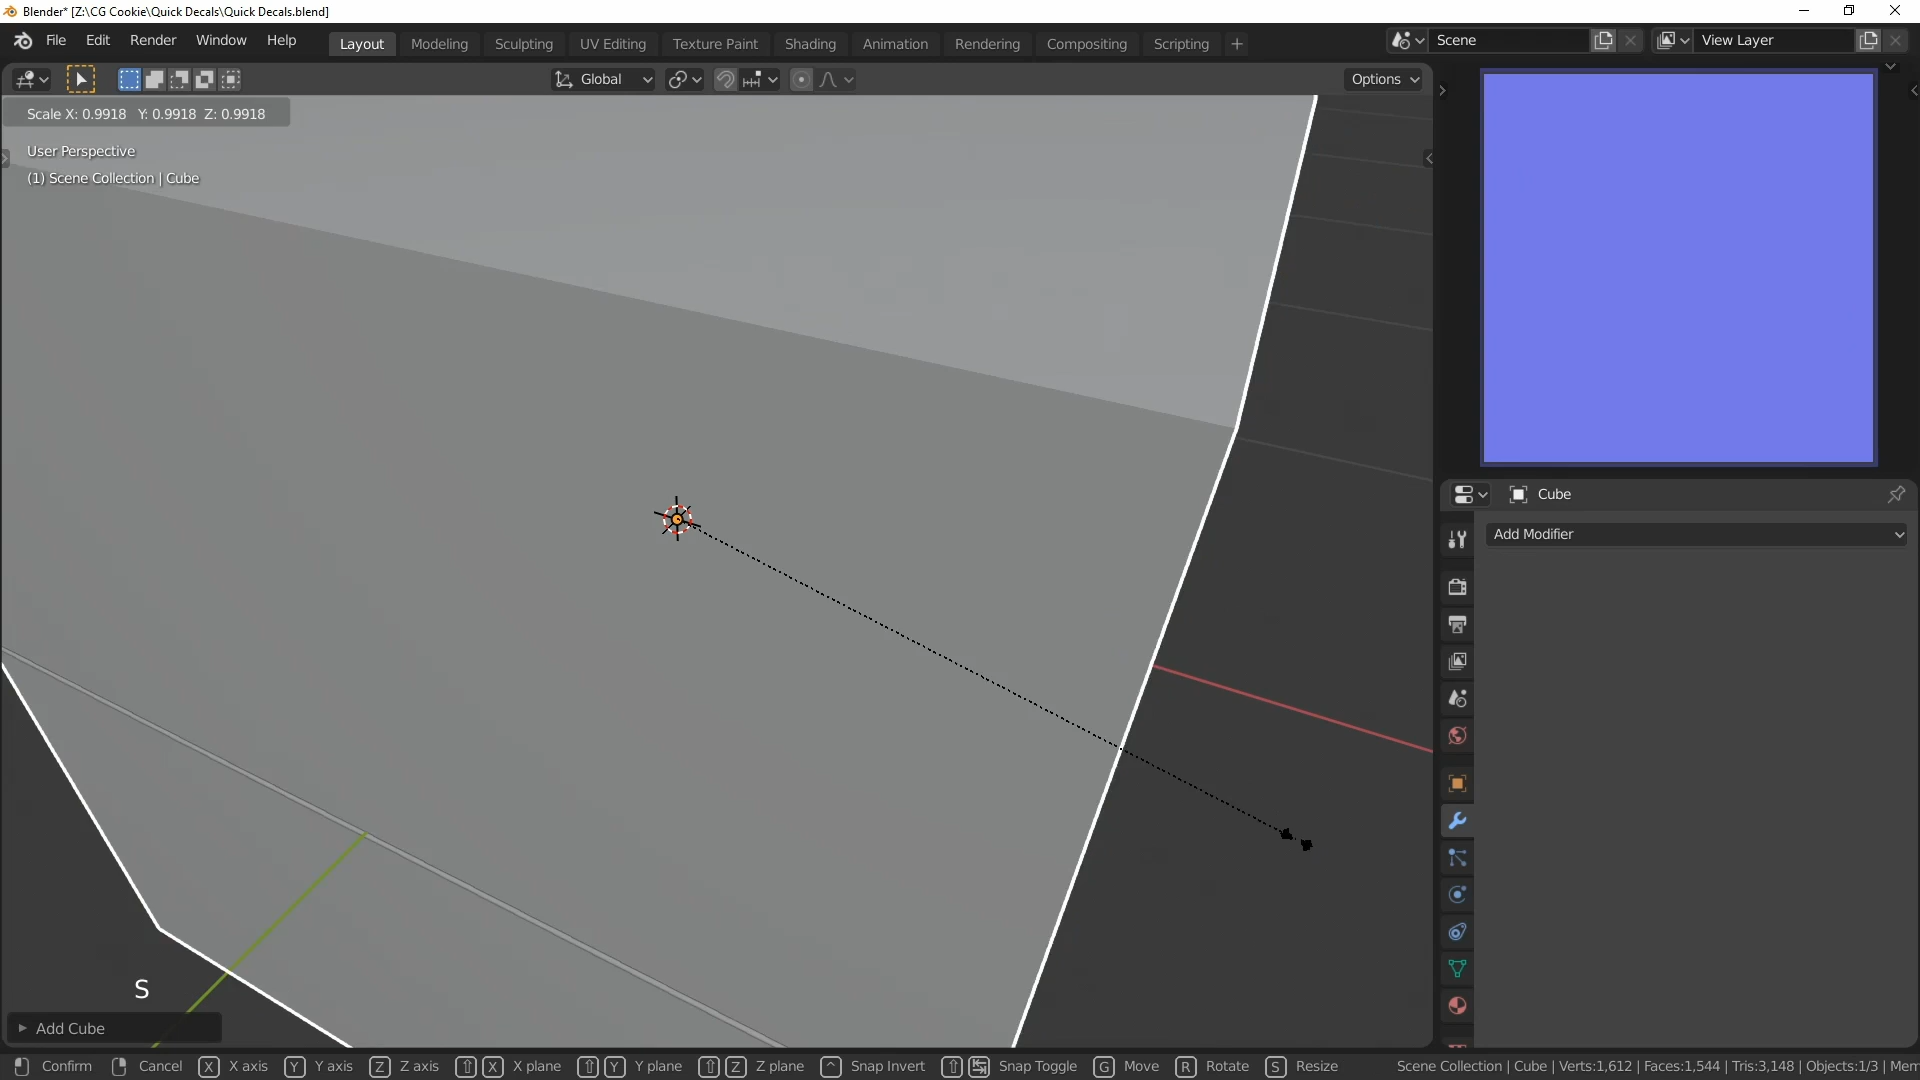 Blender* [Z:\CG Cookie\Quick Decals\Quick Decals.blend]
File Edit Render Window Help
Layout Modeling Sculpting UV Editing Texture Paint Shading Animation Rendering Compositing Scripting +
Scene
View Layer
Global
Options
Scale X: 0.9918 Y: 0.9918 Z: 0.9918
User Perspective
(1) Scene Collection | Cube
Cube
Add Modifier
S
Add Cube
Confirm Cancel X X axis Y Y axis Z Z axis X X plane Y Y plane Z Z plane Snap Invert Snap Toggle G Move R Rotate S Resize
Scene Collection | Cube | Verts:1,612 | Faces:1,544 | Tris:3,148 | Objects:1/3 | Mem